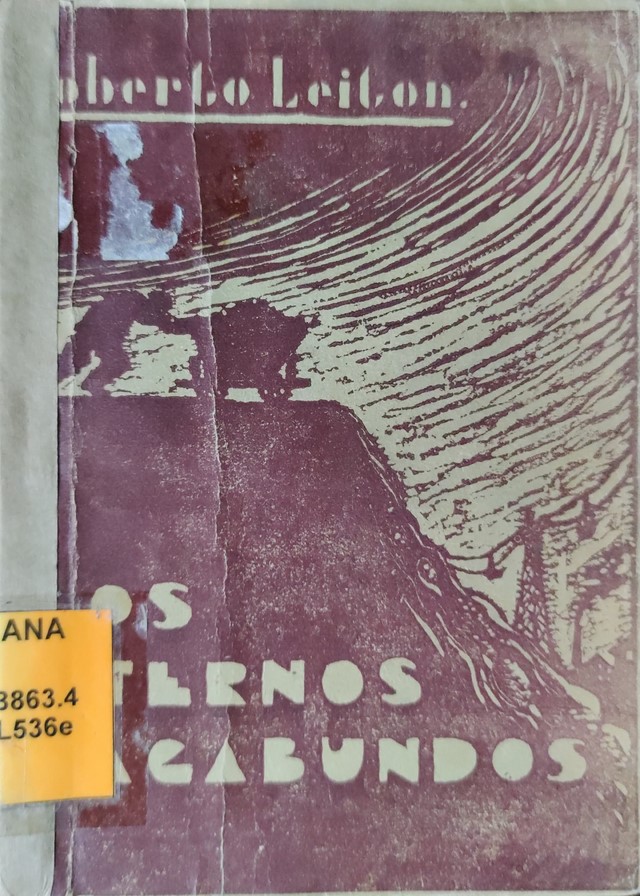 oberto Leiton.
OS
TERNOS
AGABUNDOS
ANA
3863.4
L536e